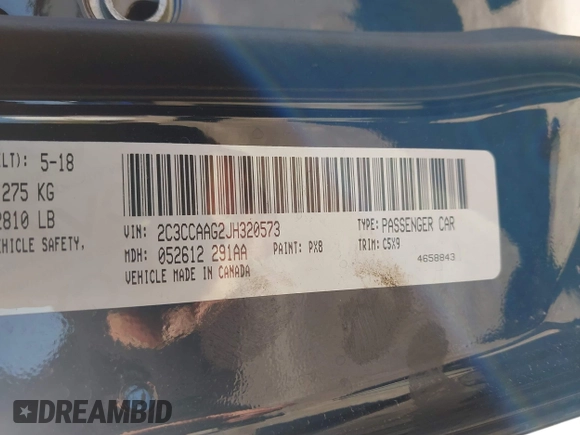 ELT): 5-18
275 KG
2810 LB
EHICLE SAFETY,
VIN: 2C3CCAAG2JH320573
TYPE: PASSENGER CAR
MDH: 052612 291AA
PAINT: PX8
TRIM: C5X9
VEHICLE MADE IN CANADA
4658843
DREAMBID